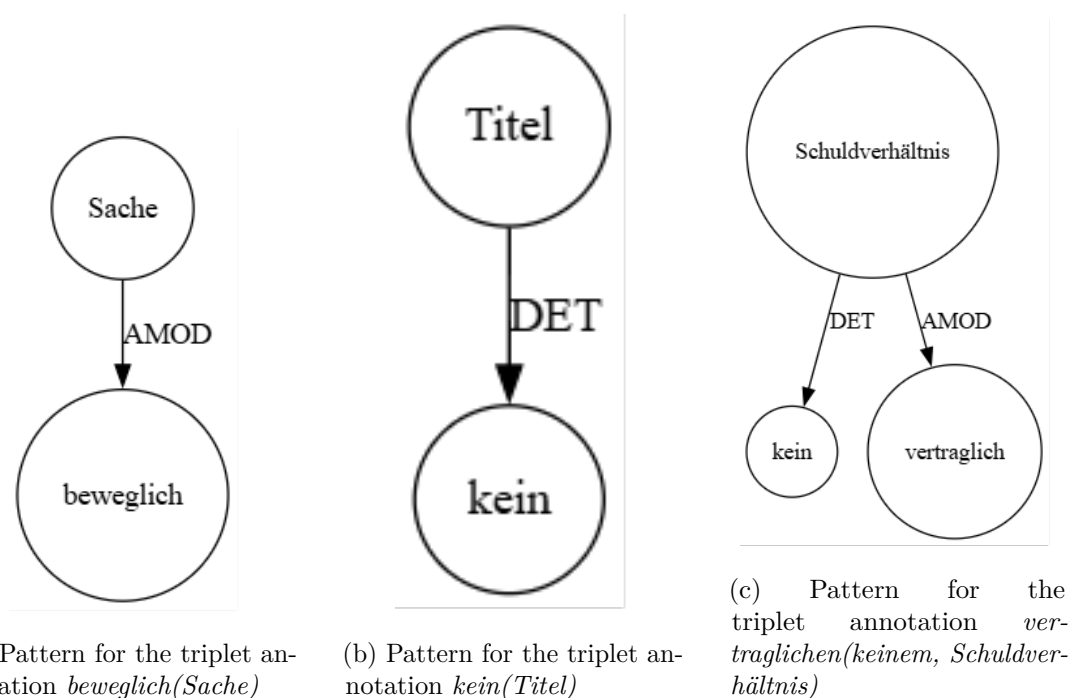 Sache
AMOD
beweglich
Pattern for the triplet an-
ation beweglich(Sache)
Titel
DET
kein
(b) Pattern for the triplet an-
notation kein(Titel)
Schuldverhältnis
DET
AMOD
kein
vertraglich
(c) Pattern for the
triplet annotation ver-
traglichen(keinem, Schuldver-
hältnis)